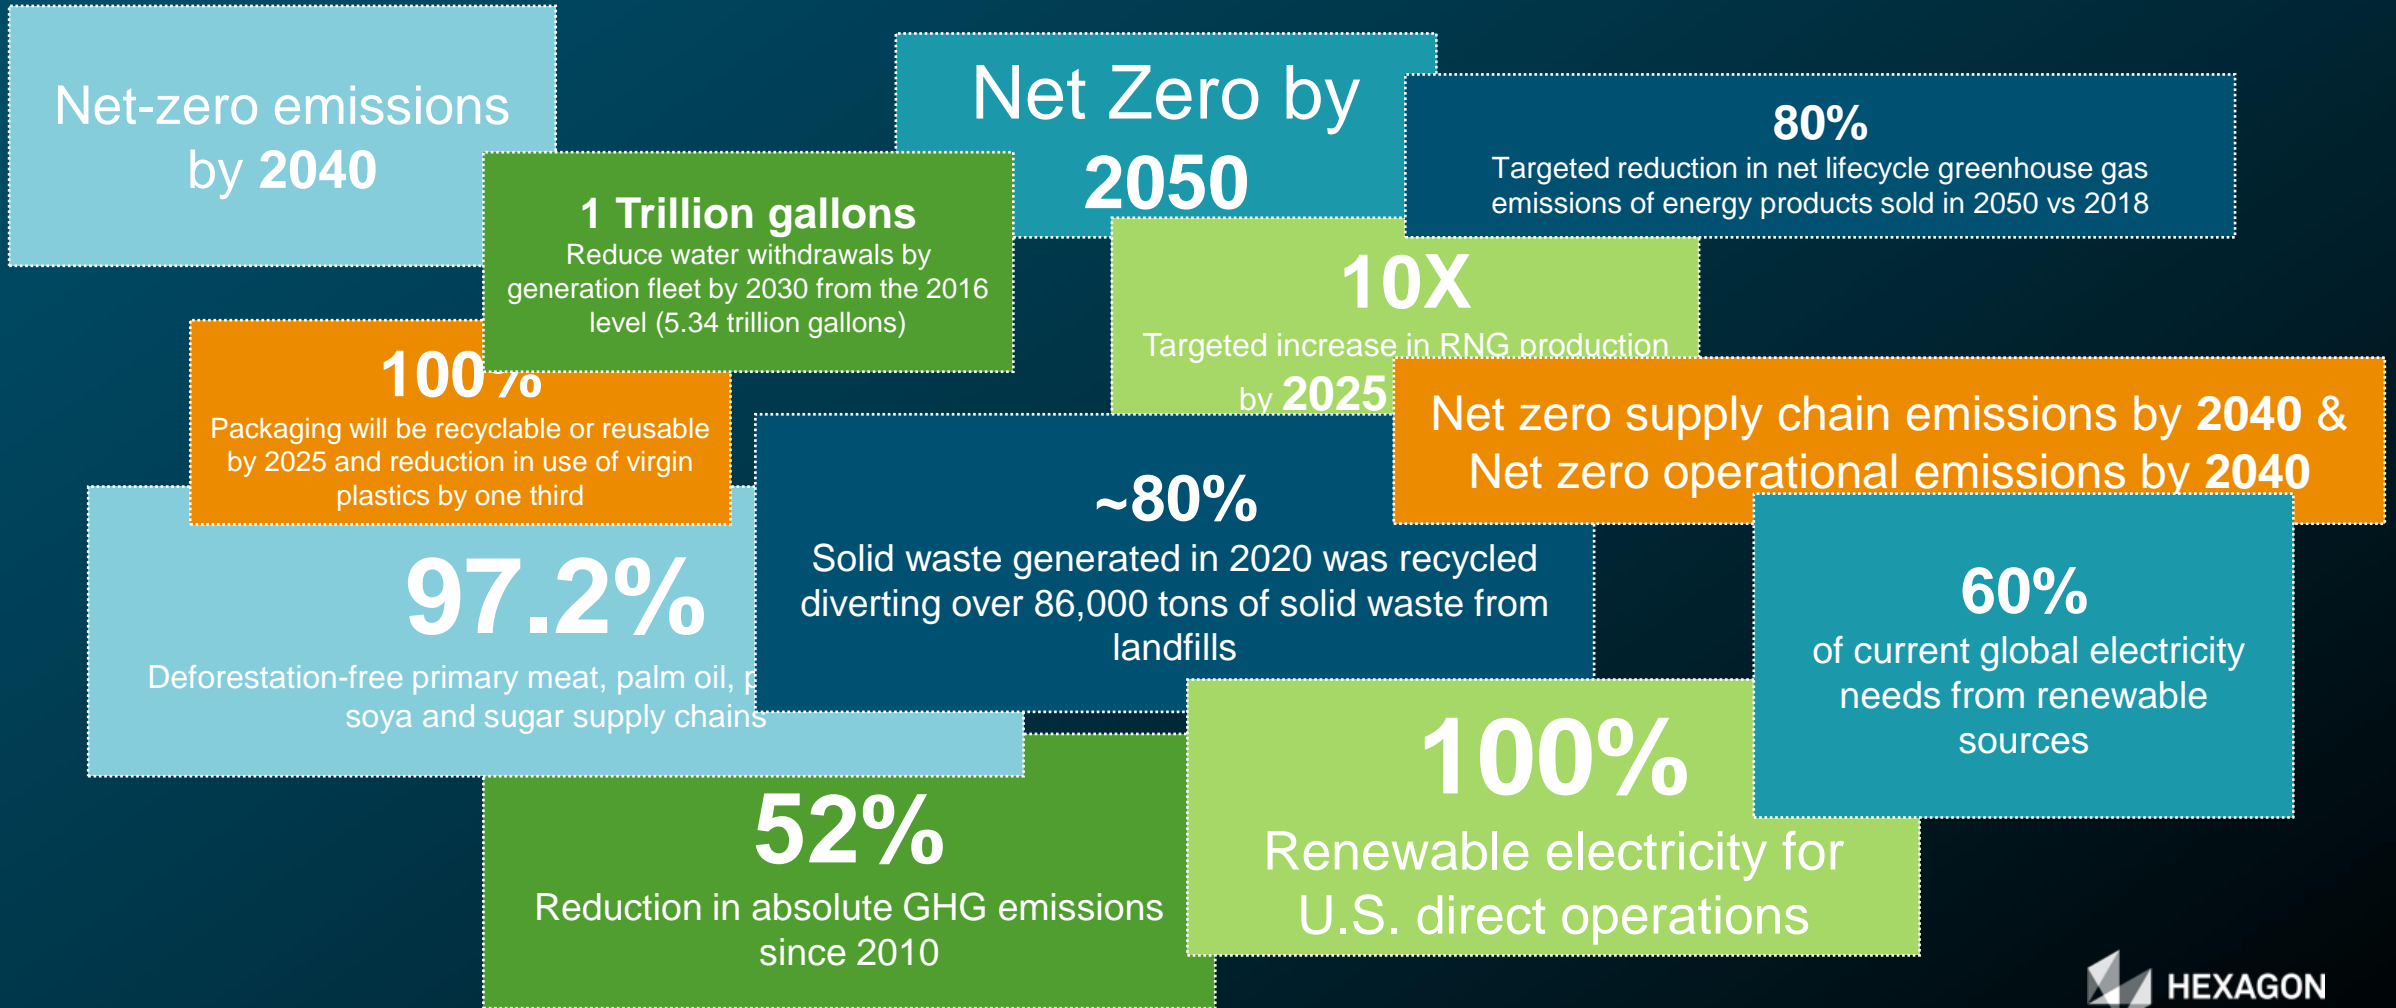 Net-zero emissions
by 2040
Net Zero by
2050
80%
Targeted reduction in net lifecycle greenhouse gas
emissions of energy products sold in 2050 vs 2018
1 Trillion gallons
Reduce water withdrawals by
generation fleet by 2030 from the 2016
level (5.34 trillion gallons)
10X
Targeted increase in RNG production
by 2025
100%
Packaging will be recyclable or reusable
by 2025 and reduction in use of virgin
plastics by one third
Net zero supply chain emissions by 2040 &
Net zero operational emissions by 2040
~80%
Solid waste generated in 2020 was recycled
diverting over 86,000 tons of solid waste from
landfills
97.2%
Deforestation-free primary meat, palm oil,
soya and sugar supply chains
60%
of current global electricity
needs from renewable
sources
100%
Renewable electricity for
U.S. direct operations
52%
Reduction in absolute GHG emissions
since 2010
HEXAGON